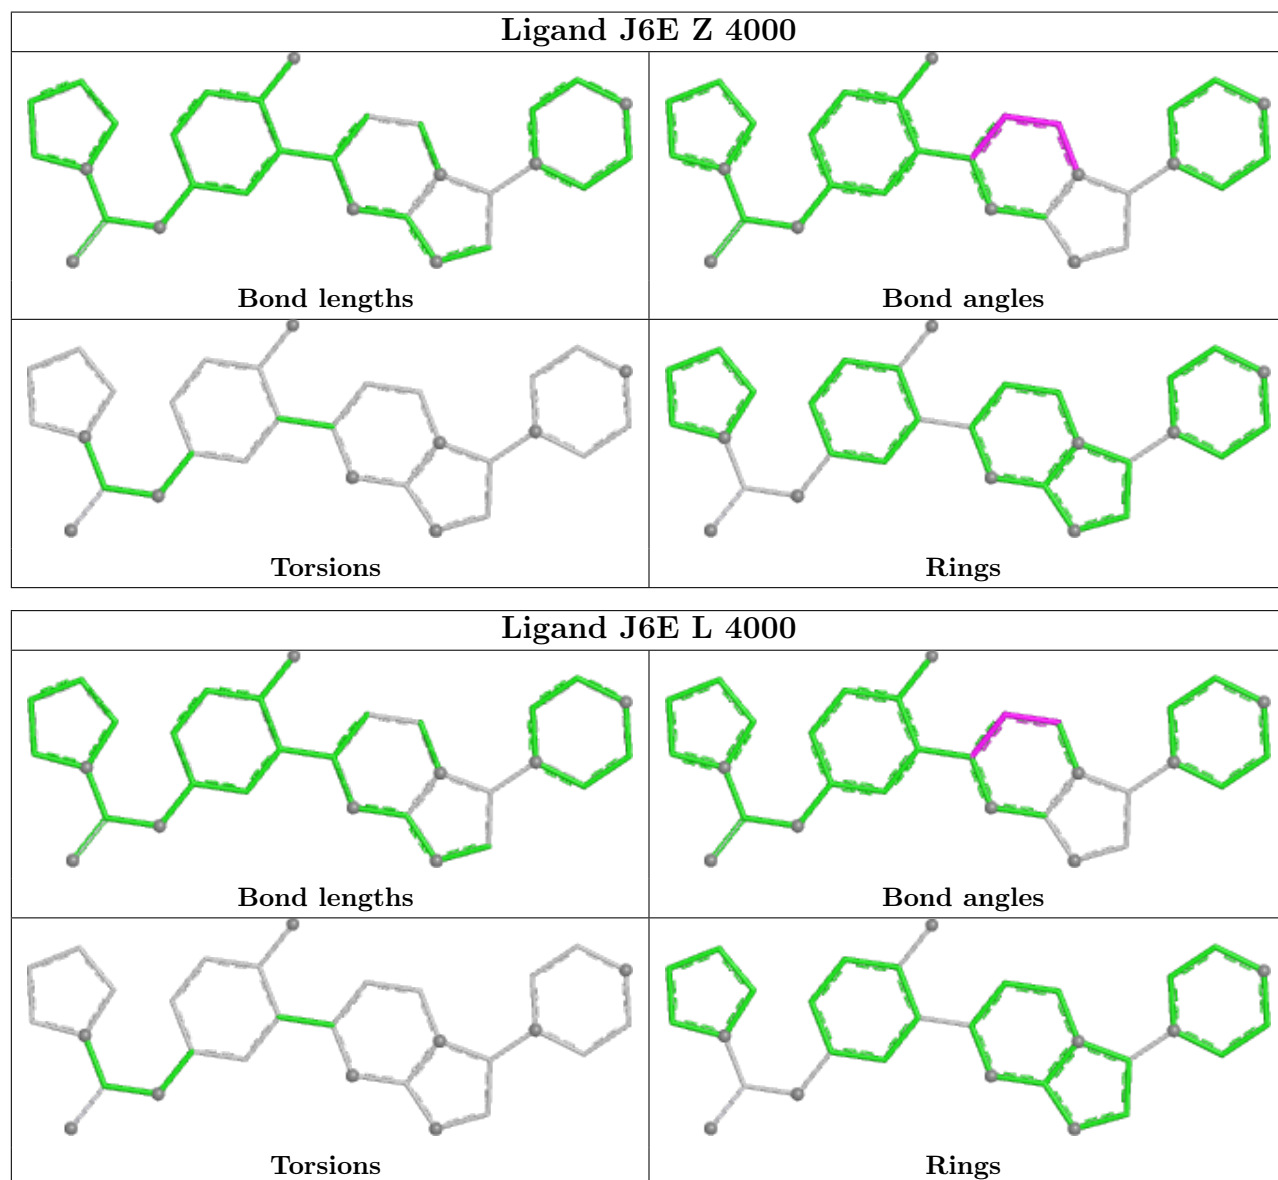 Ligand J6E Z 4000
Bond lengths
Bond angles
Torsions
Rings
Ligand J6E L 4000
Bond lengths
Bond angles
Torsions
Rings